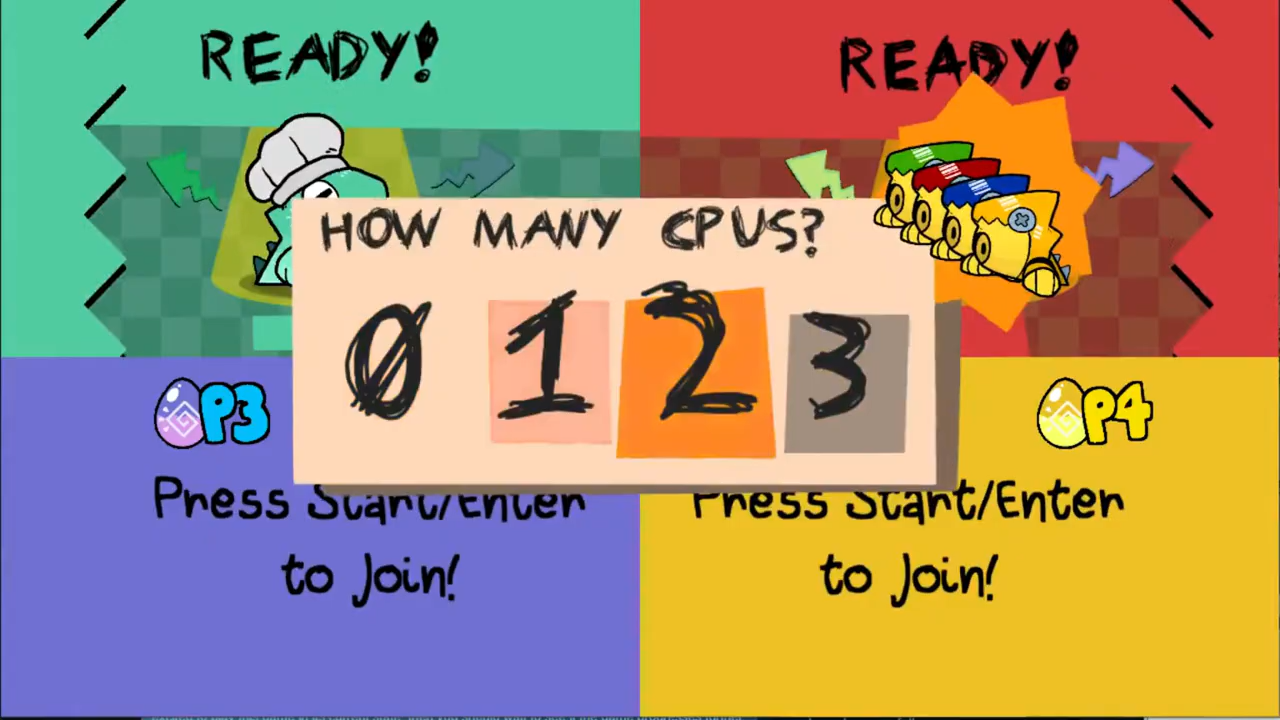 READY!
READY!
HOW MANY CPUS?
0 1 2 3
P3
P4
Press Start/Enter
to Join!
Press Start/Enter
to Join!